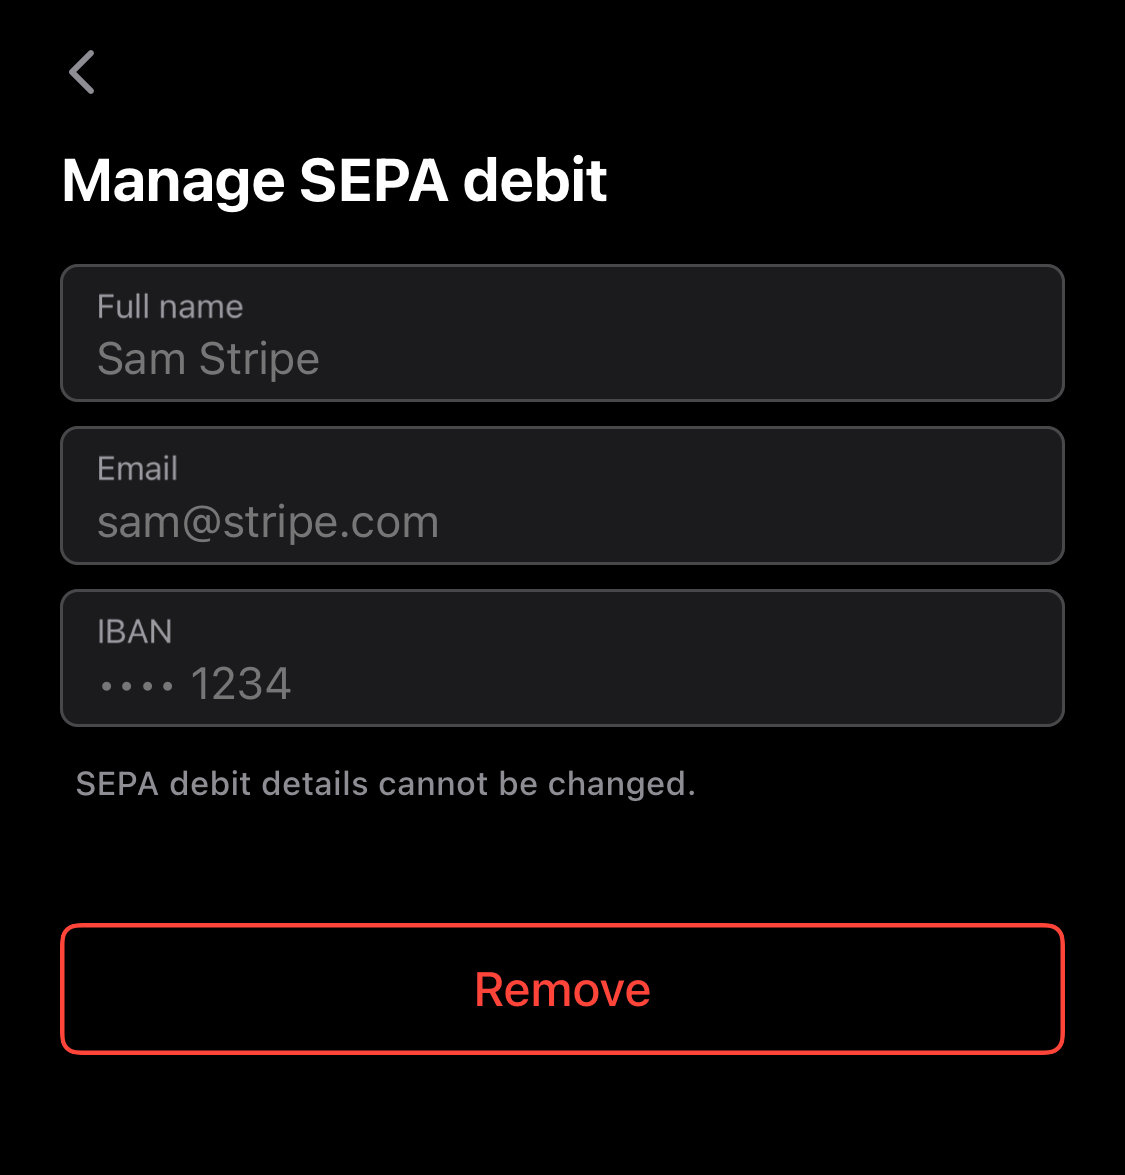 Manage SEPA debit
Full name
Sam Stripe
Email
sam@stripe.com
IBAN
•••• 1234
SEPA debit details cannot be changed.
Remove